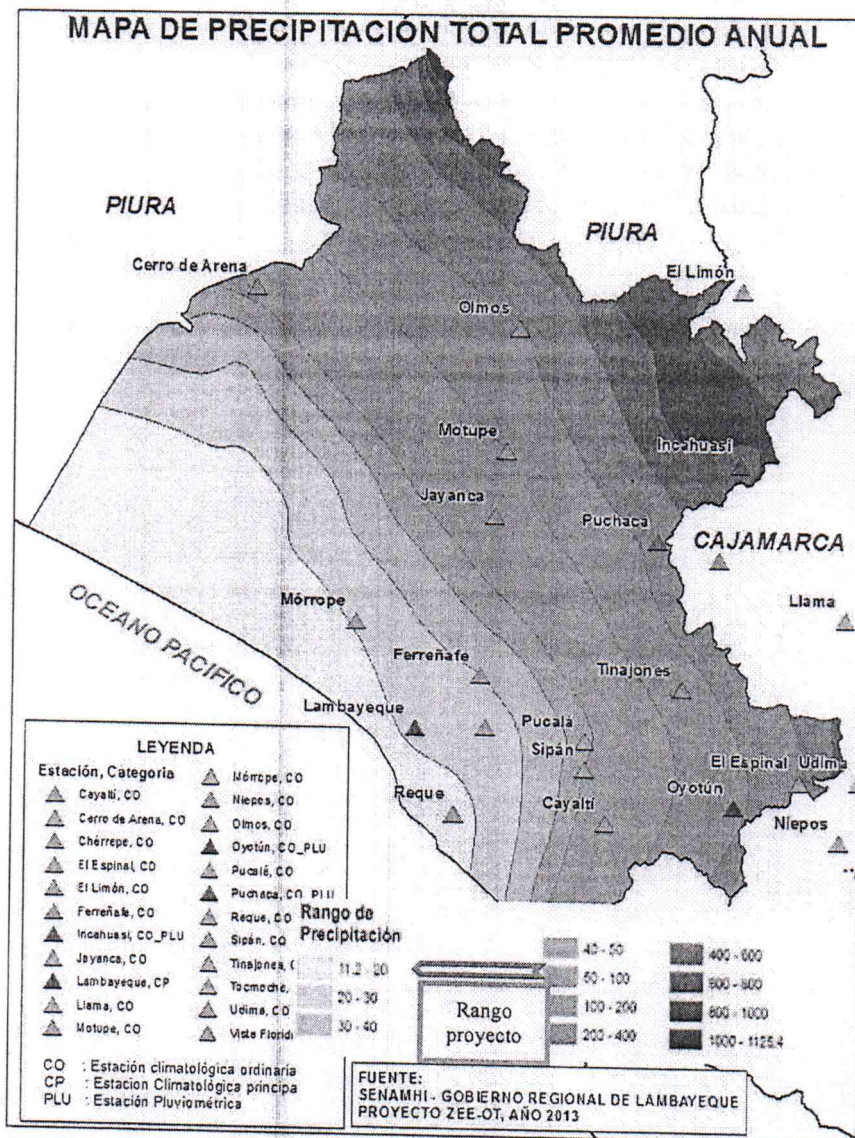 MAPA DE PRECIPITACIÓN TOTAL PROMEDIO ANUAL
PIURA
PIURA
Cerro de Arena
El Limón
Olmos
Motupe
Incahuasi
Jayanca
Puchaca
CAJAMARCA
Llama
Mórrope
OCEANO PACIFICO
Ferreñafe
Tinajones
Lambayeque
Pucalá
Sipán
El Espinal
Udima
Reque
Cayaltí
Oyotún
Niepos
LEYENDA
Estación, Categoria
Cayaltí, CO
Cerro de Arena, CO
Chérrepe, CO
El Espinal, CO
El Limón, CO
Ferreñafe, CO
Incahuasi, CO_PLU
Jayanca, CO
Lambayeque, CP
Llama, CO
Motupe, CO
Mórrope, CO
Niepos, CO
Olmos, CO
Oyotún, CO_PLU
Pucalá, CO
Puchaca, CO_PLU
Reque, CO
Sipán, CO
Tinajones,
Tocmoche,
Udima, CO
Vista Florid
CO : Estación climatológica ordinaria
CP : Estacion Climatológica principa
PLU : Estación Pluviométrica
Rango de
Precipitación
11.2 - 20
20 - 30
30 - 40
Rango
proyecto
40 - 50
50 - 100
100 - 200
200 - 400
400 - 600
600 - 800
800 - 1000
1000 - 1125.4
FUENTE:
SENAMHI - GOBIERNO REGIONAL DE LAMBAYEQUE
PROYECTO ZEE-OT, AÑO 2013